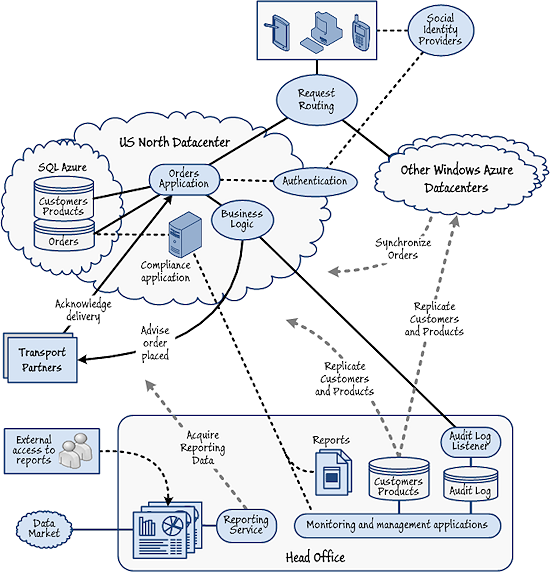 Social
Identity
Providers
Request
Routing
US North Datacenter
SQL Azure
Orders
Application
Customers
Products
Orders
Authentication
Other Windows Azure
Datacenters
Business
Logic
Compliance
application
Synchronize
Orders
Acknowledge
delivery
Advise
order
placed
Replicate
Customers
and Products
Transport
Partners
Replicate
Customers
and Products
External
access to
reports
Acquire
Reporting
Data
Reports
Audit Log
Listener
Customers
Products
Audit Log
Data
Market
Reporting
Service
Monitoring and management applications
Head Office